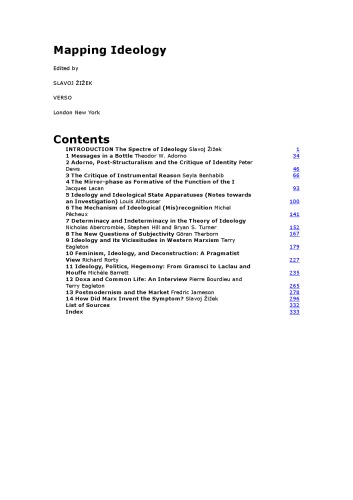 Mapping Ideology
Edited by
SLAVOJ ŽIŽEK
VERSO
London New York
Contents
INTRODUCTION The Spectre of Ideology Slavoj Žižek 1
1 Messages in a Bottle Theodor W. Adorno 34
2 Adorno, Post-Structuralism and the Critique of Identity Peter
Dews 46
3 The Critique of Instrumental Reason Seyla Benhabib 66
4 The Mirror-phase as Formative of the Function of the I
Jacques Lacan 93
5 Ideology and Ideological State Apparatuses (Notes towards
an Investigation) Louis Althusser 100
6 The Mechanism of Ideological (Mis)recognition Michel
Pêcheux 141
7 Determinacy and Indeterminacy in the Theory of Ideology
Nicholas Abercrombie, Stephen Hill and Bryan S. Turner 152
8 The New Questions of Subjectivity Göran Therborn 167
9 Ideology and its Vicissitudes in Western Marxism Terry
Eagleton 179
10 Feminism, Ideology, and Deconstruction: A Pragmatist
View Richard Rorty 227
11 Ideology, Politics, Hegemony: From Gramsci to Laclau and
Mouffe Michèle Barrett 235
12 Doxa and Common Life: An Interview Pierre Bourdieu and
Terry Eagleton 265
13 Postmodernism and the Market Fredric Jameson 278
14 How Did Marx Invent the Symptom? Slavoj Žižek 296
List of Sources 332
Index 333